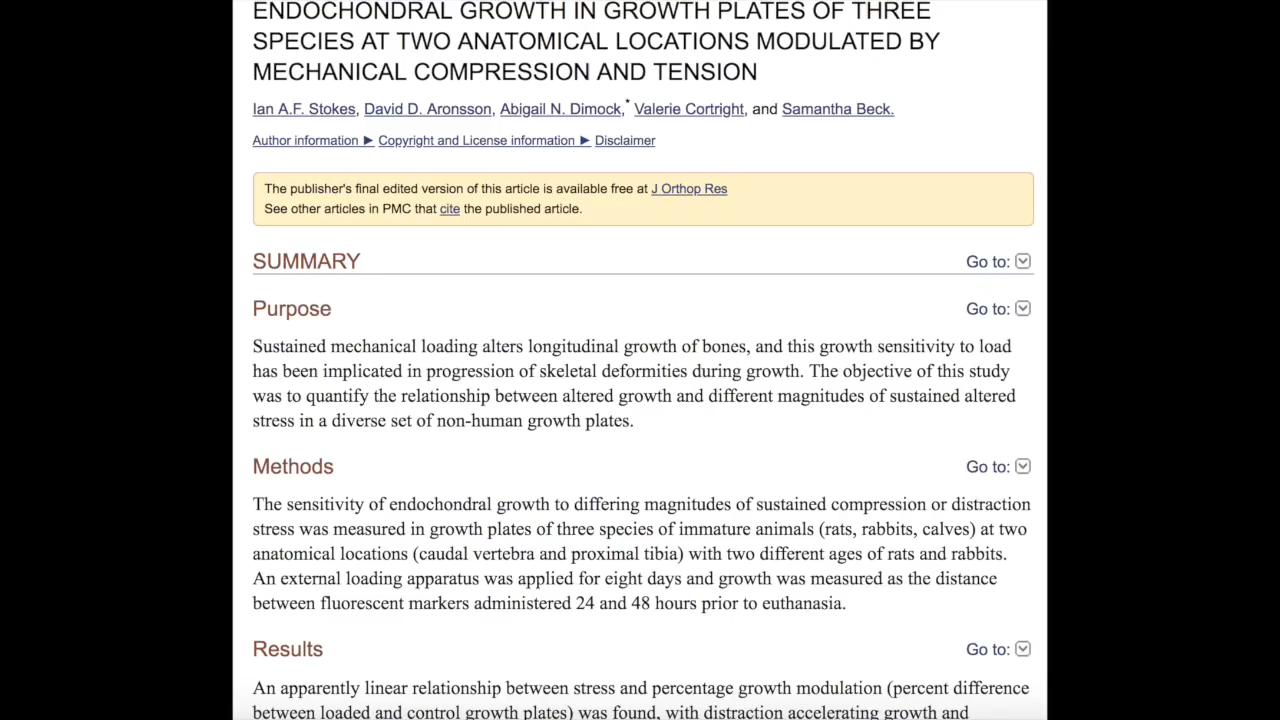 ENDOCHONDRAL GROWTH IN GROWTH PLATES OF THREE
SPECIES AT TWO ANATOMICAL LOCATIONS MODULATED BY
MECHANICAL COMPRESSION AND TENSION
Ian A.F. Stokes, David D. Aronsson, Abigail N. Dimock,* Valerie Cortright, and Samantha Beck.
Author information ► Copyright and License information ► Disclaimer
The publisher's final edited version of this article is available free at J Orthop Res
See other articles in PMC that cite the published article.
SUMMARY Go to:
Purpose Go to:
Sustained mechanical loading alters longitudinal growth of bones, and this growth sensitivity to load
has been implicated in progression of skeletal deformities during growth. The objective of this study
was to quantify the relationship between altered growth and different magnitudes of sustained altered
stress in a diverse set of non-human growth plates.
Methods Go to:
The sensitivity of endochondral growth to differing magnitudes of sustained compression or distraction
stress was measured in growth plates of three species of immature animals (rats, rabbits, calves) at two
anatomical locations (caudal vertebra and proximal tibia) with two different ages of rats and rabbits.
An external loading apparatus was applied for eight days and growth was measured as the distance
between fluorescent markers administered 24 and 48 hours prior to euthanasia.
Results Go to:
An apparently linear relationship between stress and percentage growth modulation (percent difference
between loaded and control growth plates) was found, with distraction accelerating growth and